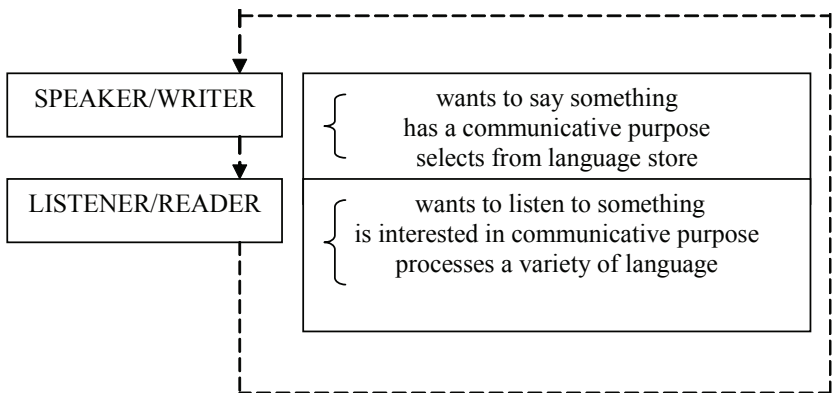 SPEAKER/WRITER
wants to say something
has a communicative purpose
selects from language store
LISTENER/READER
wants to listen to something
is interested in communicative purpose
processes a variety of language